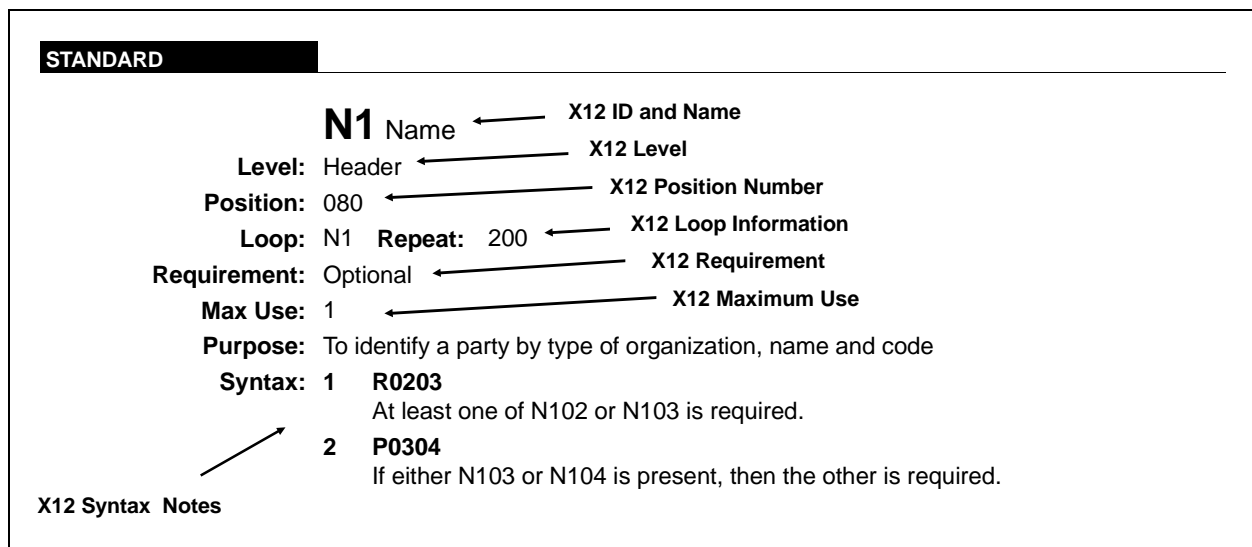 STANDARD
N1 Name X12 ID and Name
Level: Header X12 Level
Position: 080 X12 Position Number
Loop: N1 Repeat: 200 X12 Loop Information
Requirement: Optional X12 Requirement
Max Use: 1 X12 Maximum Use
Purpose: To identify a party by type of organization, name and code
Syntax: 1 R0203
At least one of N102 or N103 is required.
2 P0304
If either N103 or N104 is present, then the other is required.
X12 Syntax Notes